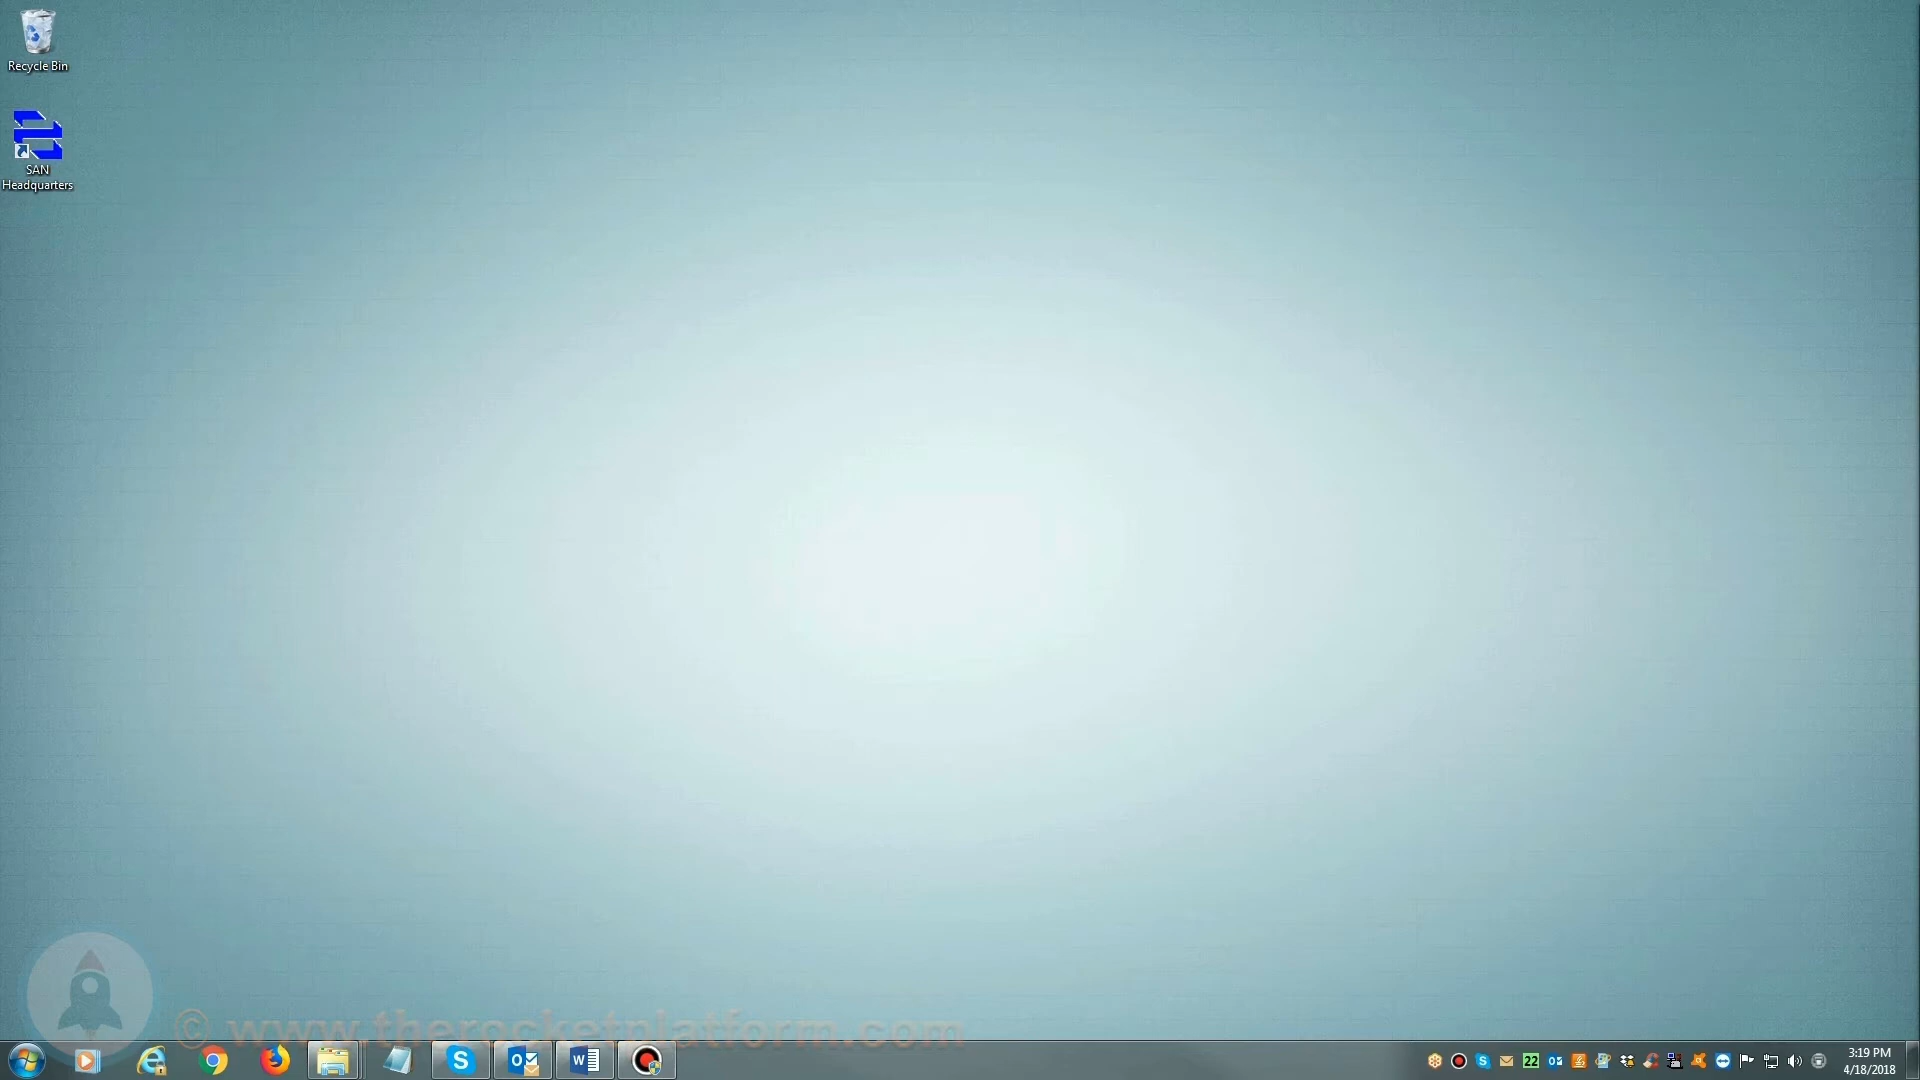 Recycle Bin
SAN
Headquarters
© www.therocketplatform.com
22
3:19 PM
4/18/2018